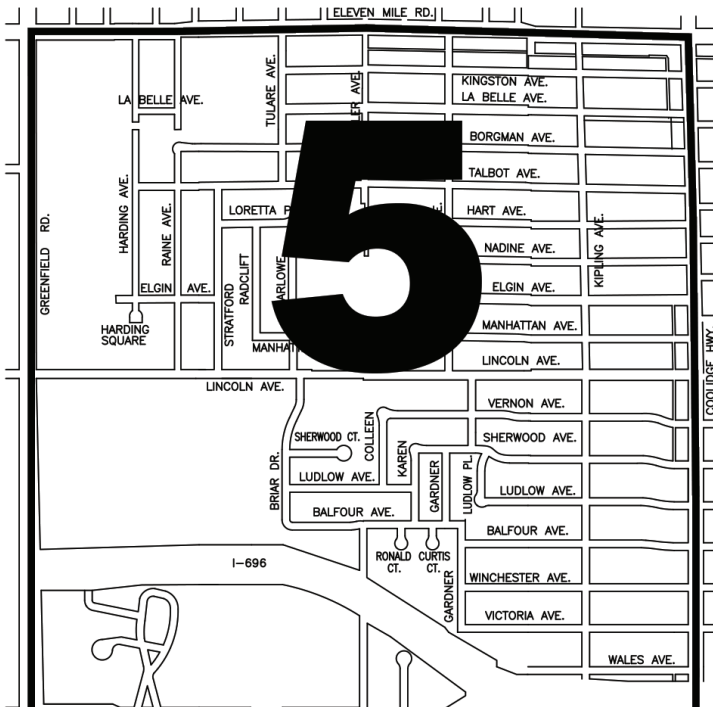 ELEVEN MILE RD.
KINGSTON AVE.
LA BELLE AVE.
LA BELLE AVE.
TULARE AVE.
BORGMAN AVE.
TALBOT AVE.
5
HARDING AVE.
RAINE AVE.
LORETTA
HART AVE.
GREENFIELD RD.
NADINE AVE.
KIPLING AVE.
ELGIN AVE.
STRATFORD
RADCLIFT
ELGIN AVE.
HARDING
SQUARE
MANHATTAN AVE.
LINCOLN AVE.
LINCOLN AVE.
COOLIDGE HWY.
VERNON AVE.
SHERWOOD CT.
COLLEEN
SHERWOOD AVE.
KAREN
BRIAR DR.
LUDLOW AVE.
GARDNER
LUDLOW PL.
LUDLOW AVE.
BALFOUR AVE.
BALFOUR AVE.
I-696
RONALD
CT.
CURTIS
CT.
WINCHESTER AVE.
GARDNER
VICTORIA AVE.
WALES AVE.